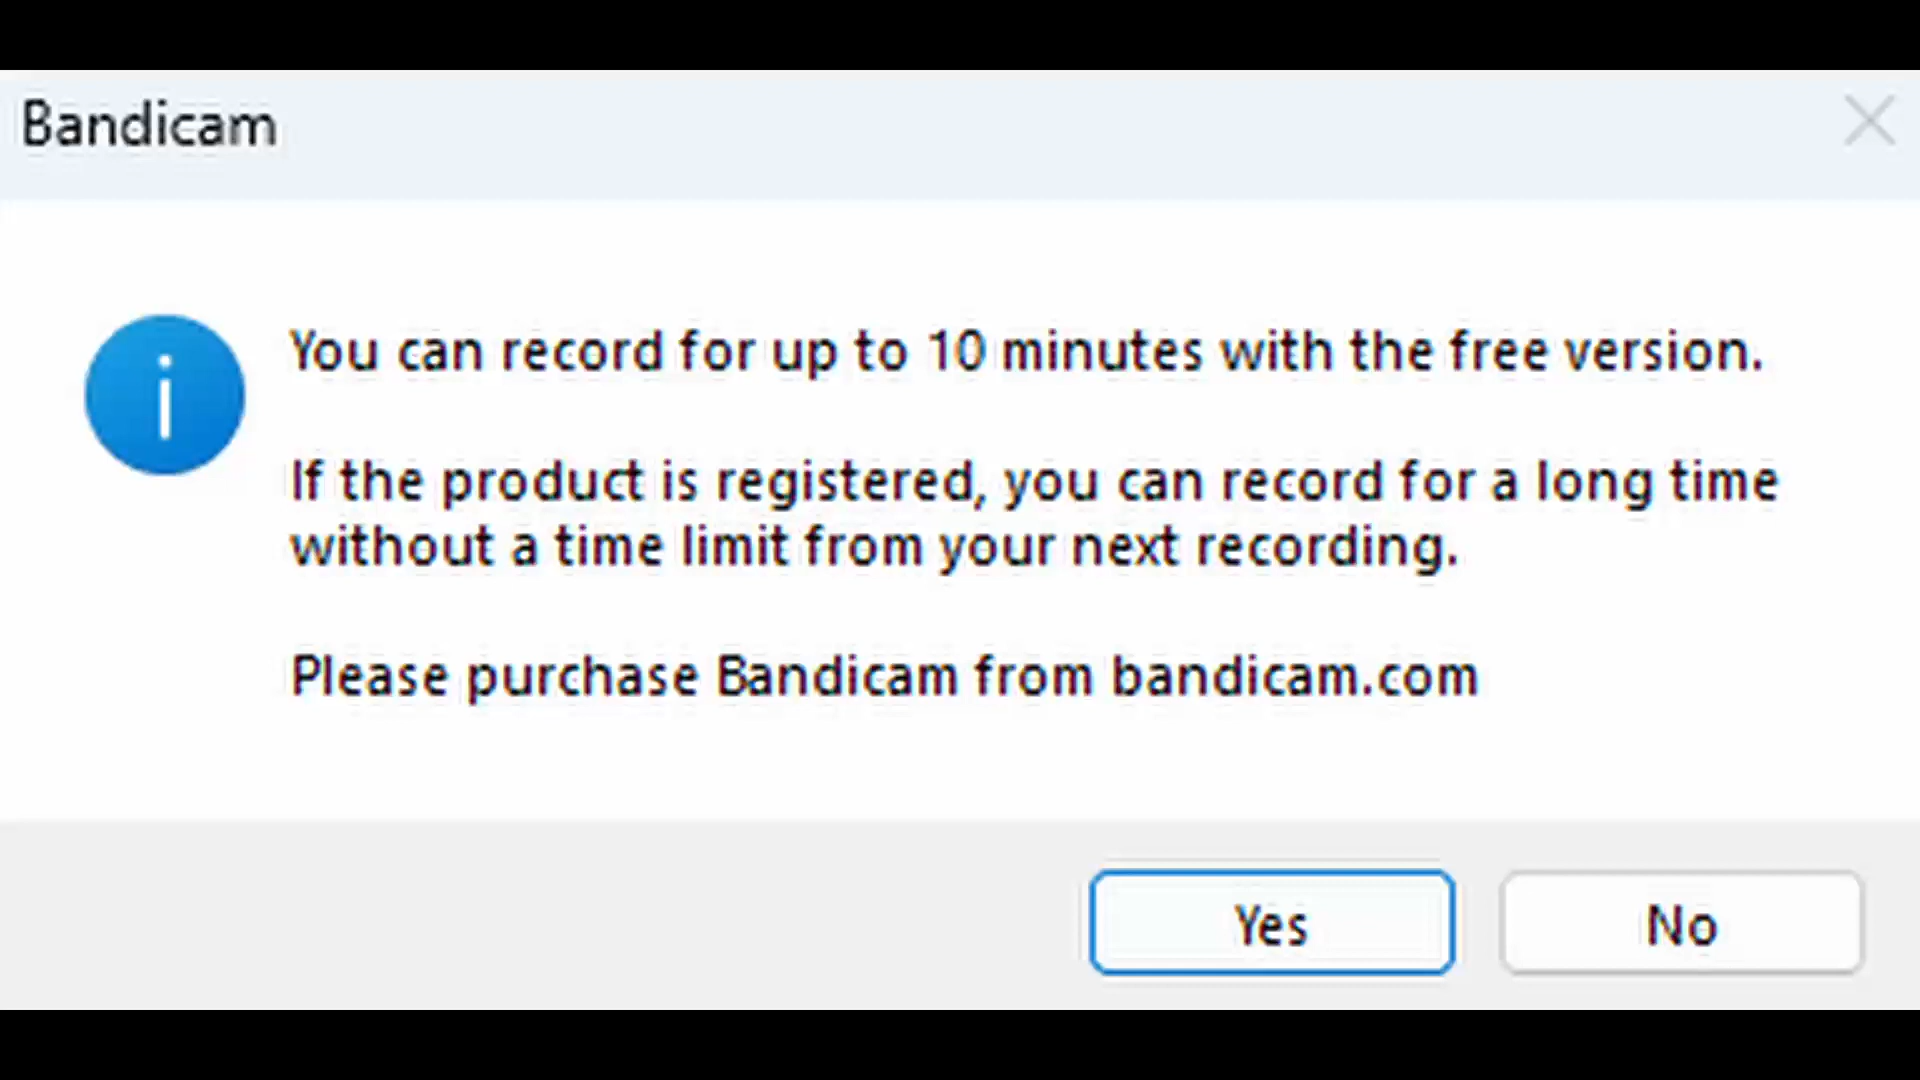 Bandicam
You can record for up to 10 minutes with the free version.
If the product is registered, you can record for a long time
without a time limit from your next recording.
Please purchase Bandicam from bandicam.com
Yes
No